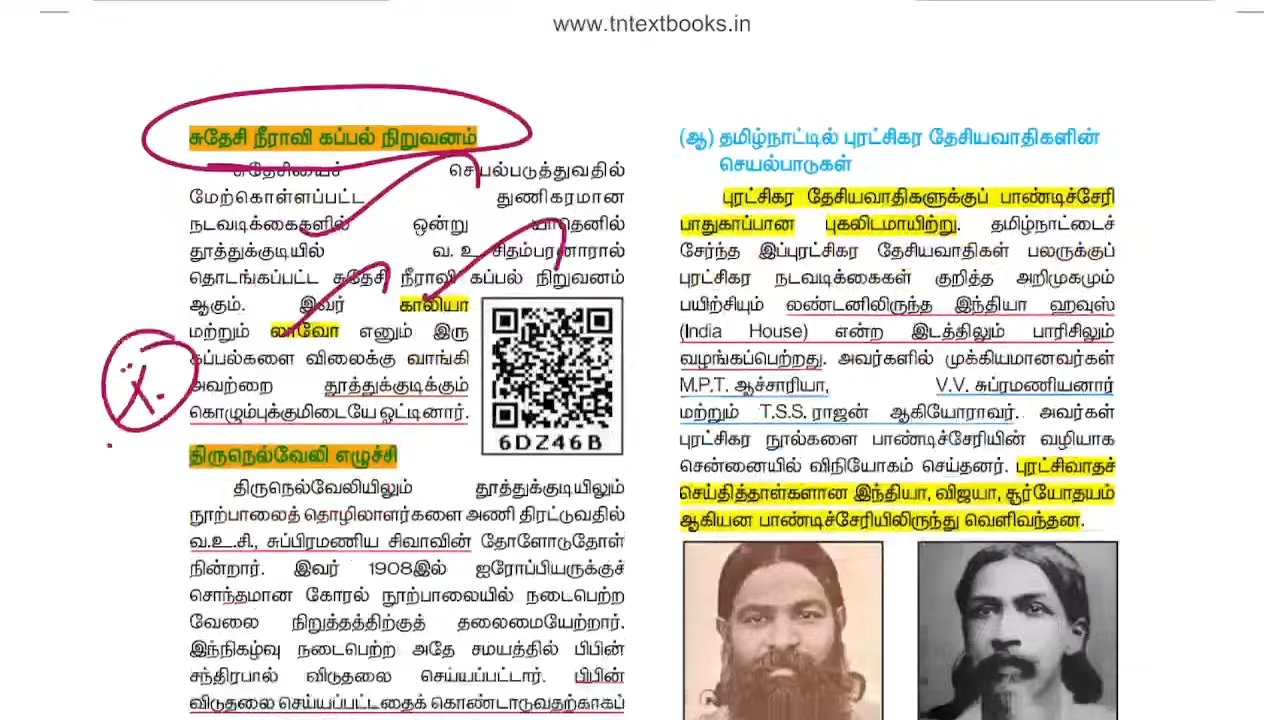 www.tntextbooks.in
சுதேசி நீராவி கப்பல் நிறுவனம்
சுதேசியைச் செயல்படுத்துவதில்
மேற்கொள்ளப்பட்ட துணிகரமான
நடவடிக்கைகளில் ஒன்று யாதெனில்
தூத்துக்குடியில் வ. உ. சிதம்பரனாரால்
தொடங்கப்பட்ட சுதேசி நீராவி கப்பல் நிறுவனம்
ஆகும். இவர் காலியா
மற்றும் லாவோ எனும் இரு
கப்பல்களை விலைக்கு வாங்கி
அவற்றை தூத்துக்குடிக்கும்
கொழும்புக்குமிடையே ஓட்டினார்.
6DZ46B
திருநெல்வேலி எழுச்சி
திருநெல்வேலியிலும் தூத்துக்குடியிலும்
நூற்பாலைத் தொழிலாளர்களை அணி திரட்டுவதில்
வ.உ.சி., சுப்பிரமணிய சிவாவின் தோளோடுதோள்
நின்றார். இவர் 1908இல் ஐரோப்பியருக்குச்
சொந்தமான கோரல் நூற்பாலையில் நடைபெற்ற
வேலை நிறுத்தத்திற்குத் தலைமையேற்றார்.
இந்நிகழ்வு நடைபெற்ற அதே சமயத்தில் பிபின்
சந்திரபால் விடுதலை செய்யப்பட்டார். பிபின்
விடுதலை செய்யப்பட்டதைக் கொண்டாடுவதற்காகப்
(ஆ) தமிழ்நாட்டில் புரட்சிகர தேசியவாதிகளின்
செயல்பாடுகள்
புரட்சிகர தேசியவாதிகளுக்குப் பாண்டிச்சேரி
பாதுகாப்பான புகலிடமாயிற்று. தமிழ்நாட்டைச்
சேர்ந்த இப்புரட்சிகர தேசியவாதிகள் பலருக்குப்
புரட்சிகர நடவடிக்கைகள் குறித்த அறிமுகமும்
பயிற்சியும் லண்டனிலிருந்த இந்தியா ஹவுஸ்
(India House) என்ற இடத்திலும் பாரிசிலும்
வழங்கப்பெற்றது. அவர்களில் முக்கியமானவர்கள்
M.P.T. ஆச்சாரியா, V.V. சுப்ரமணியனார்
மற்றும் T.S.S. ராஜன் ஆகியோராவர். அவர்கள்
புரட்சிகர நூல்களை பாண்டிச்சேரியின் வழியாக
சென்னையில் விநியோகம் செய்தனர். புரட்சிவாதச்
செய்தித்தாள்களான இந்தியா, விஜயா, சூர்யோதயம்
ஆகியன பாண்டிச்சேரியிலிருந்து வெளிவந்தன.